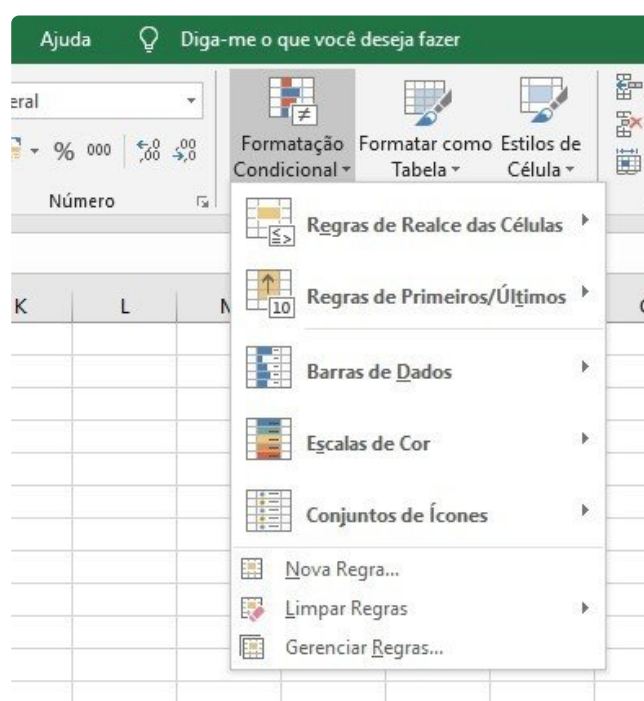 Ajuda Diga-me o que você deseja fazer
eral
% 000 ,00 ,0
Número
Formatação Condicional
Formatar como Tabela
Estilos de Célula
K L
Regras de Realce das Células
10 Regras de Primeiros/Últimos
Barras de Dados
Escalas de Cor
Conjuntos de Ícones
Nova Regra...
Limpar Regras
Gerenciar Regras...